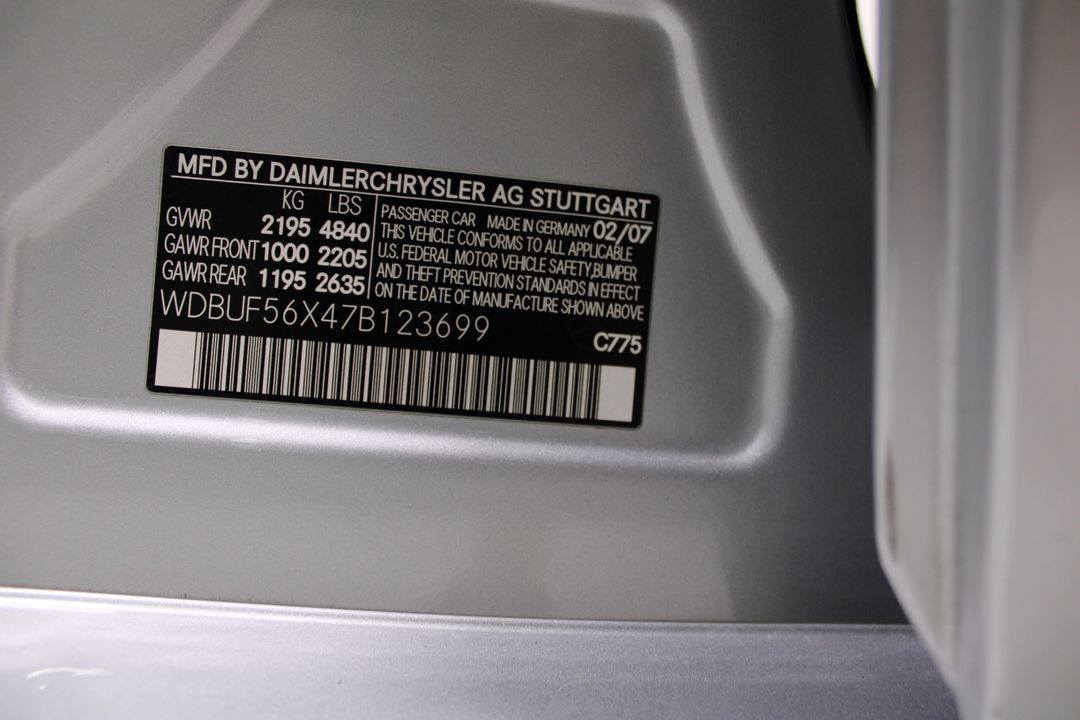 MFD BY DAIMLERCHRYSLER AG STUTTGART
KG LBS
GVWR 2195 4840
GAWR FRONT 1000 2205
GAWR REAR 1195 2635
PASSENGER CAR MADE IN GERMANY 02/07
THIS VEHICLE CONFORMS TO ALL APPLICABLE
U.S. FEDERAL MOTOR VEHICLE SAFETY,BUMPER
AND THEFT PREVENTION STANDARDS IN EFFECT
ON THE DATE OF MANUFACTURE SHOWN ABOVE
WDBUF56X47B123699
C775